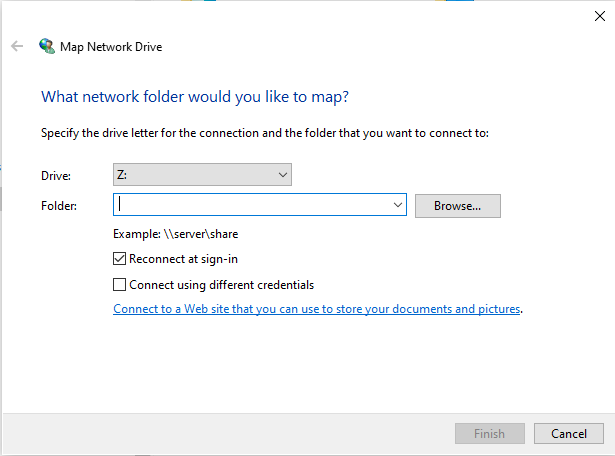 Map Network Drive
What network folder would you like to map?
Specify the drive letter for the connection and the folder that you want to connect to:
Drive: Z:
Folder: Browse...
Example: \\server\share
Reconnect at sign-in
Connect using different credentials
Connect to a Web site that you can use to store your documents and pictures.
Finish Cancel